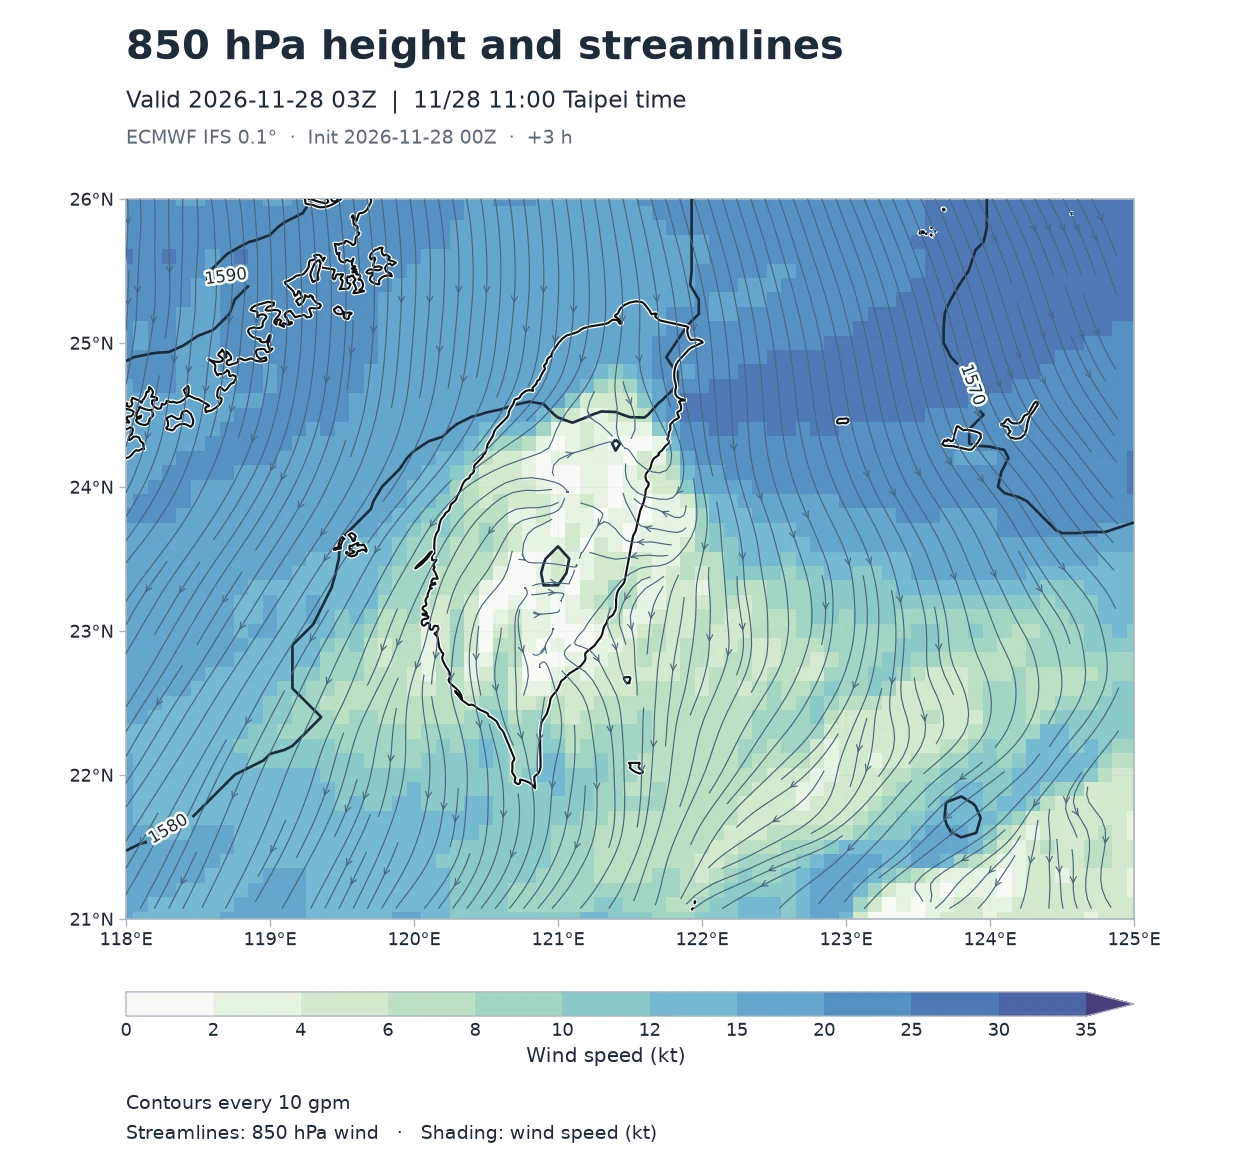 850 hPa height and streamlines
Valid 2026-11-28 03Z | 11/28 11:00 Taipei time
ECMWF IFS 0.1° · Init 2026-11-28 00Z · +3 h
26°N
1590
25°N
1570
24°N
23°N
22°N
1580
21°N
118°E 119°E 120°E 121°E 122°E 123°E 124°E 125°E
0 2 4 6 8 10 12 15 20 25 30 35
Wind speed (kt)
Contours every 10 gpm
Streamlines: 850 hPa wind · Shading: wind speed (kt)